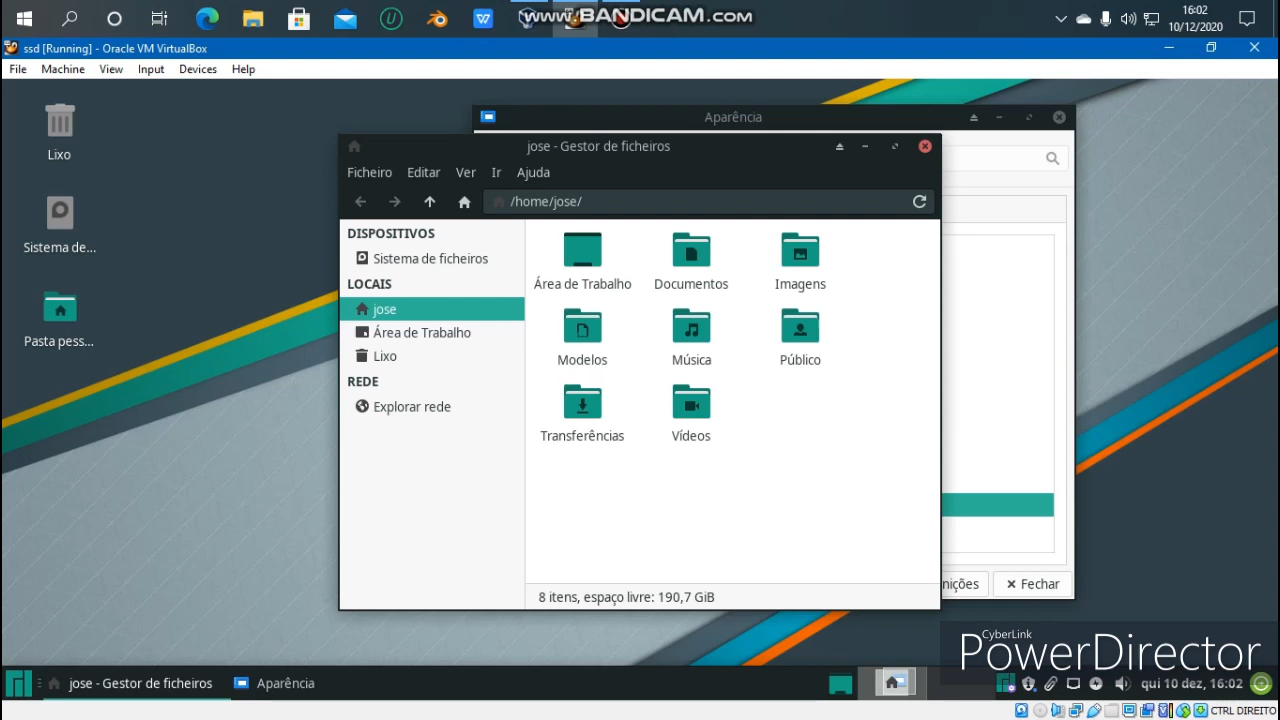 www.BANDICAM.com
16:02
10/12/2020
ssd [Running] - Oracle VM VirtualBox
File Machine View Input Devices Help
Aparência
jose - Gestor de ficheiros
Ficheiro Editar Ver Ir Ajuda
/home/jose/
Lixo
Sistema de...
Pasta pess...
DISPOSITIVOS
Sistema de ficheiros
LOCAIS
jose
Área de Trabalho
Lixo
REDE
Explorar rede
Área de Trabalho Documentos Imagens
Modelos Música Público
Transferências Vídeos
8 itens, espaço livre: 190,7 GiB
nições Fechar
CyberLink
PowerDirector
jose - Gestor de ficheiros Aparência qui 10 dez, 16:02
CTRL DIREITO